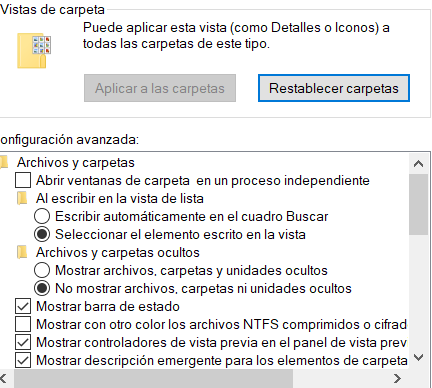 Vistas de carpeta
Puede aplicar esta vista (como Detalles o Iconos) a
todas las carpetas de este tipo.
Aplicar a las carpetas
Restablecer carpetas
onfiguración avanzada:
Archivos y carpetas
Abrir ventanas de carpeta en un proceso independiente
Al escribir en la vista de lista
Escribir automáticamente en el cuadro Buscar
Seleccionar el elemento escrito en la vista
Archivos y carpetas ocultos
Mostrar archivos, carpetas y unidades ocultos
No mostrar archivos, carpetas ni unidades ocultos
Mostrar barra de estado
Mostrar con otro color los archivos NTFS comprimidos o cifrad
Mostrar controladores de vista previa en el panel de vista prev
Mostrar descripción emergente para los elementos de carpeta